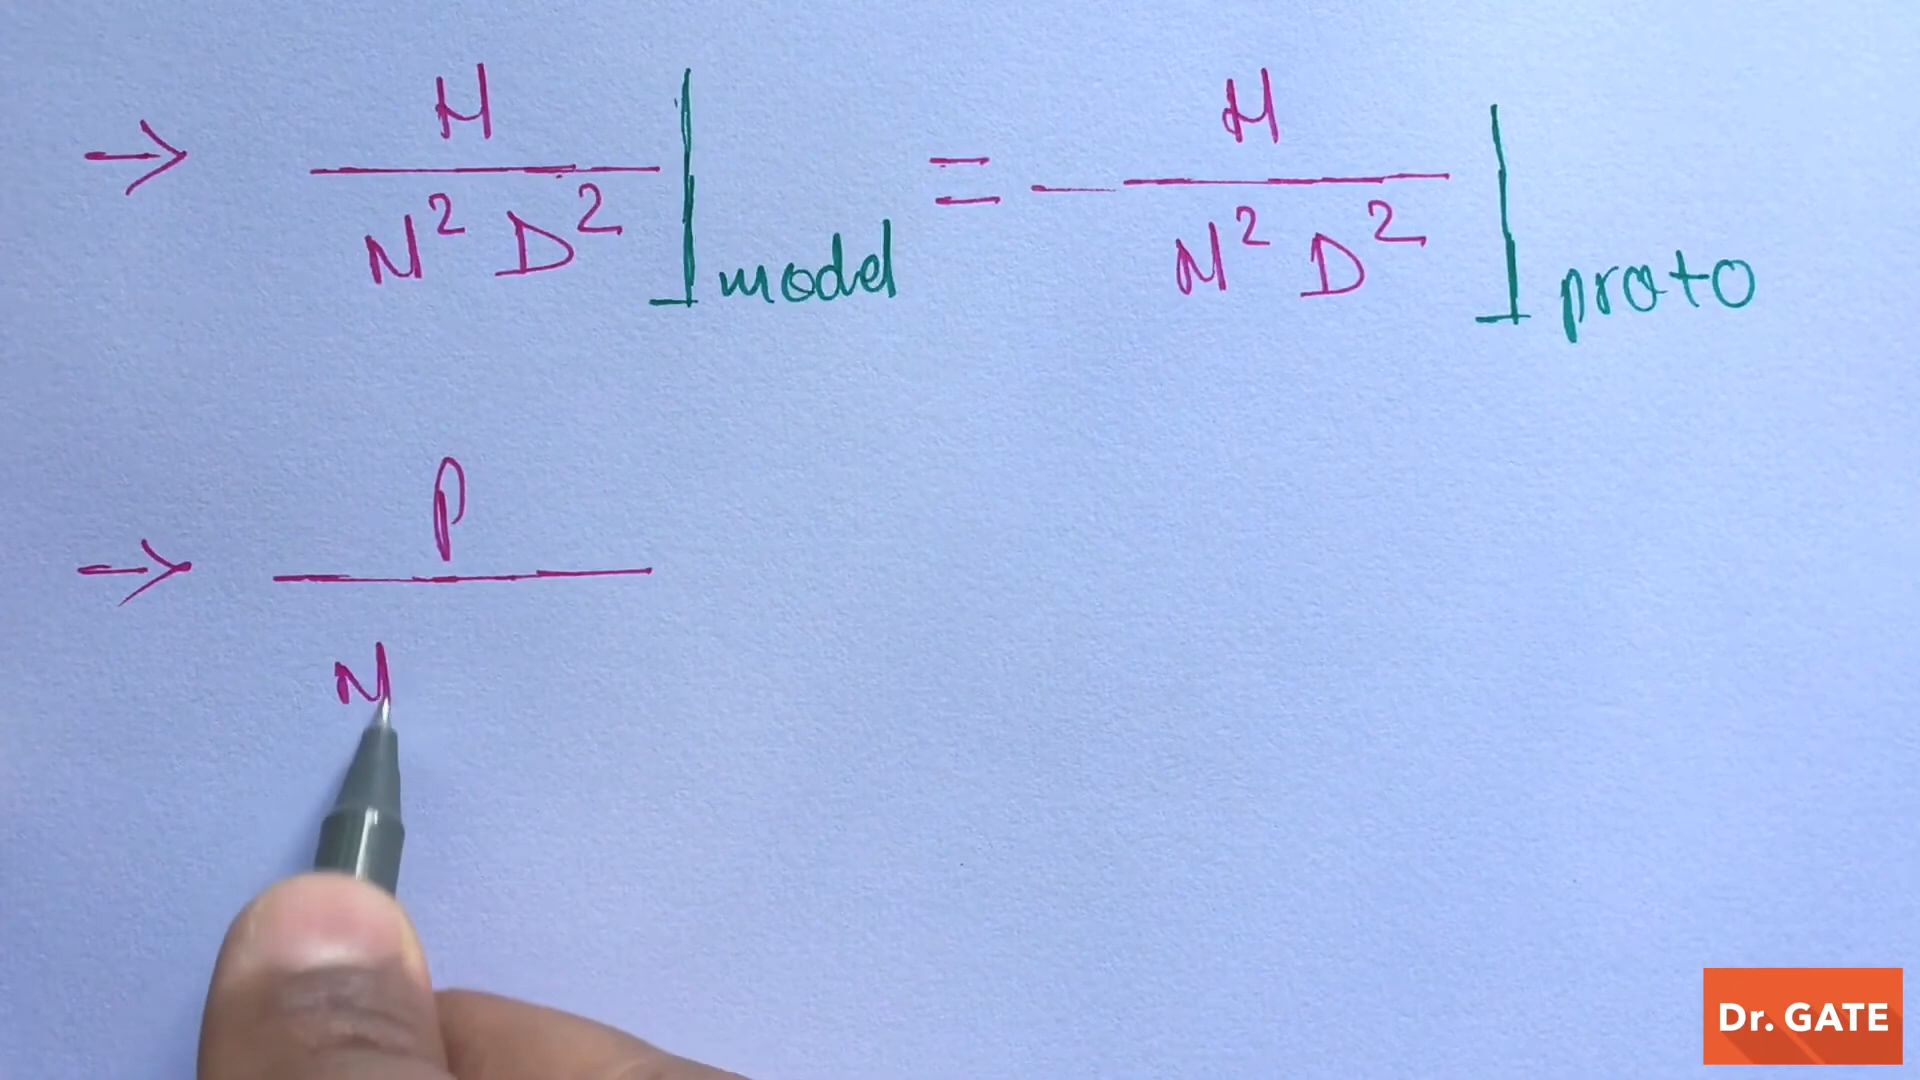 → H / N² D² | model = H / N² D² | proto
→ P / N
Dr. GATE